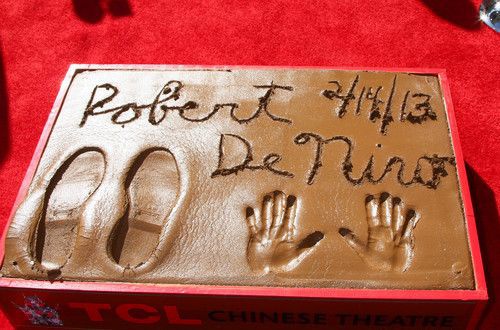 Robert 2/4/13
De Niro
TCL CHINESE THEATRE